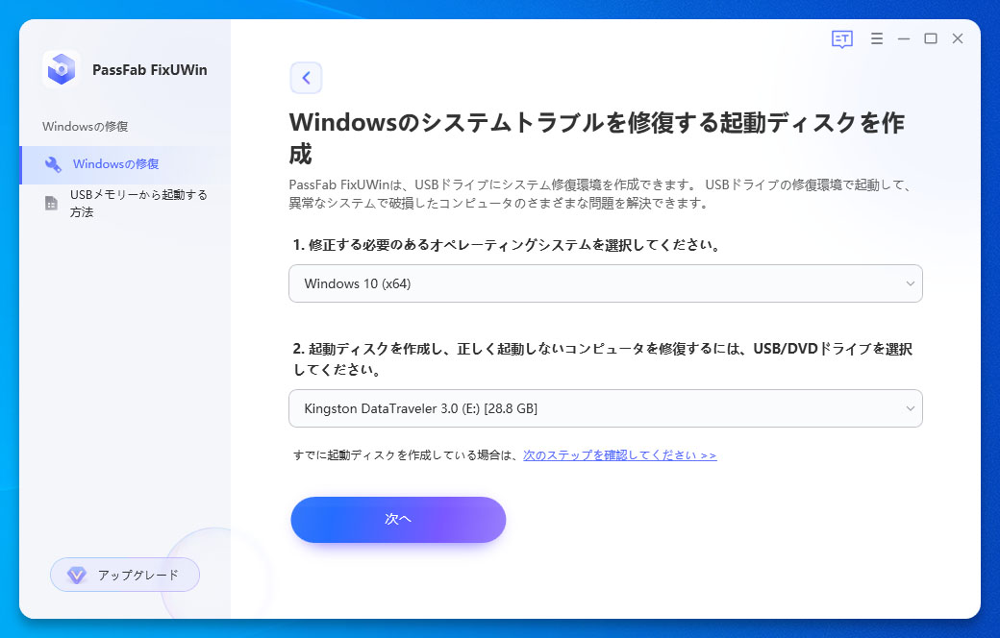 PassFab FixUWin
Windowsの修復
Windowsの修復
USBメモリーから起動する
方法
アップグレード
Windowsのシステムトラブルを修復する起動ディスクを作
成
PassFab FixUWinは、USBドライブにシステム修復環境を作成できます。 USBドライブの修復環境で起動して、
異常なシステムで破損したコンピュータのさまざまな問題を解決できます。
1. 修正する必要のあるオペレーティングシステムを選択してください。
Windows 10 (x64)
2. 起動ディスクを作成し、正しく起動しないコンピュータを修復するには、USB/DVDドライブを選択
してください。
Kingston DataTraveler 3.0 (E:) [28.8 GB]
すでに起動ディスクを作成している場合は、次のステップを確認してください >>
次へ